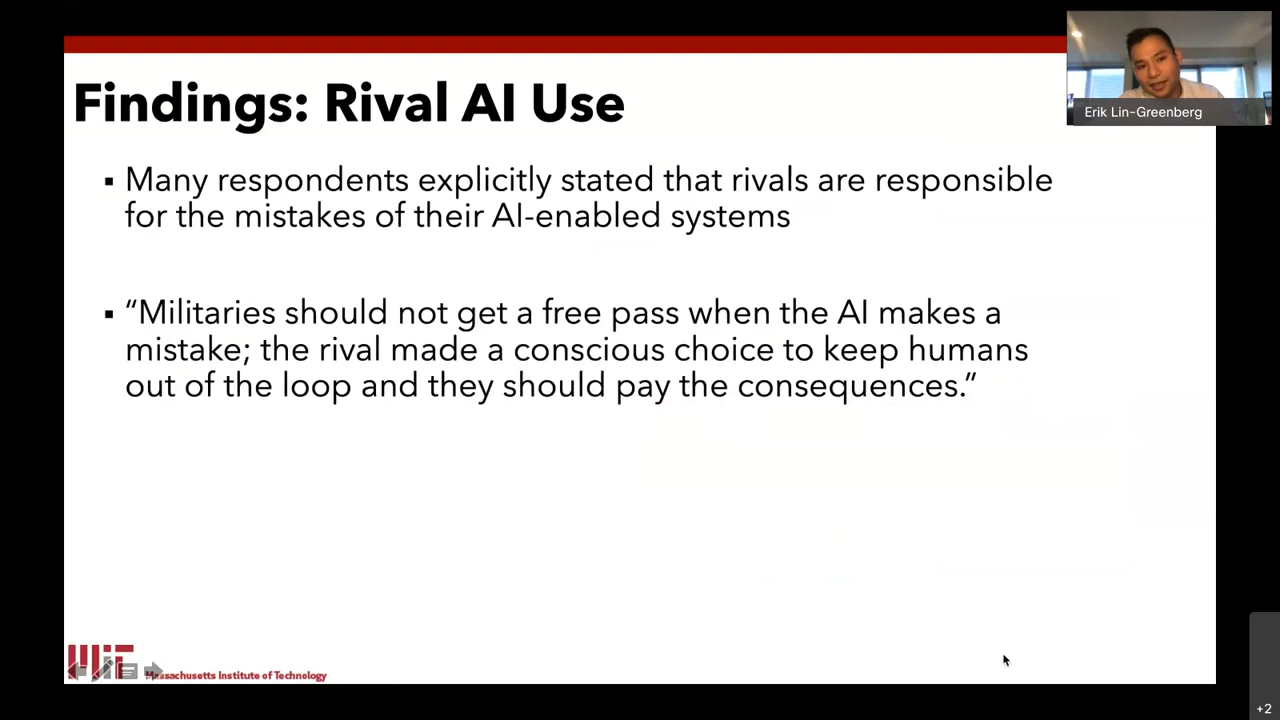 Findings: Rival AI Use
Erik Lin-Greenberg
▪ Many respondents explicitly stated that rivals are responsible
for the mistakes of their AI-enabled systems
▪ “Militaries should not get a free pass when the AI makes a
mistake; the rival made a conscious choice to keep humans
out of the loop and they should pay the consequences.”
MIT
Massachusetts Institute of Technology
+2